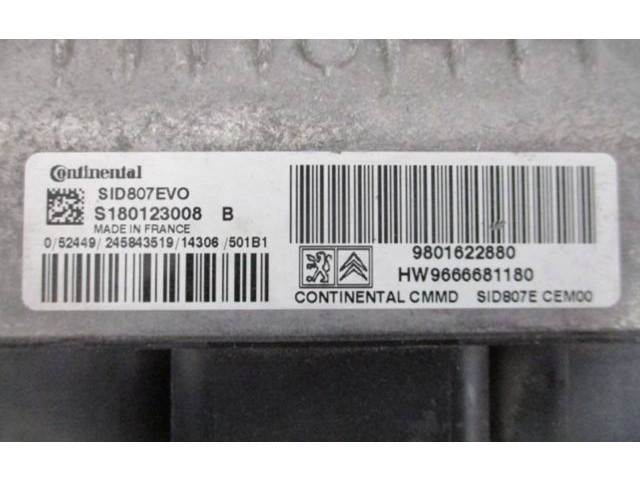 Continental
SID807EVO
S180123008 B
MADE IN FRANCE
0/52449/245843519/14306/501B1
9801622880
HW9666681180
CONTINENTAL CMMD SID807E CEM00